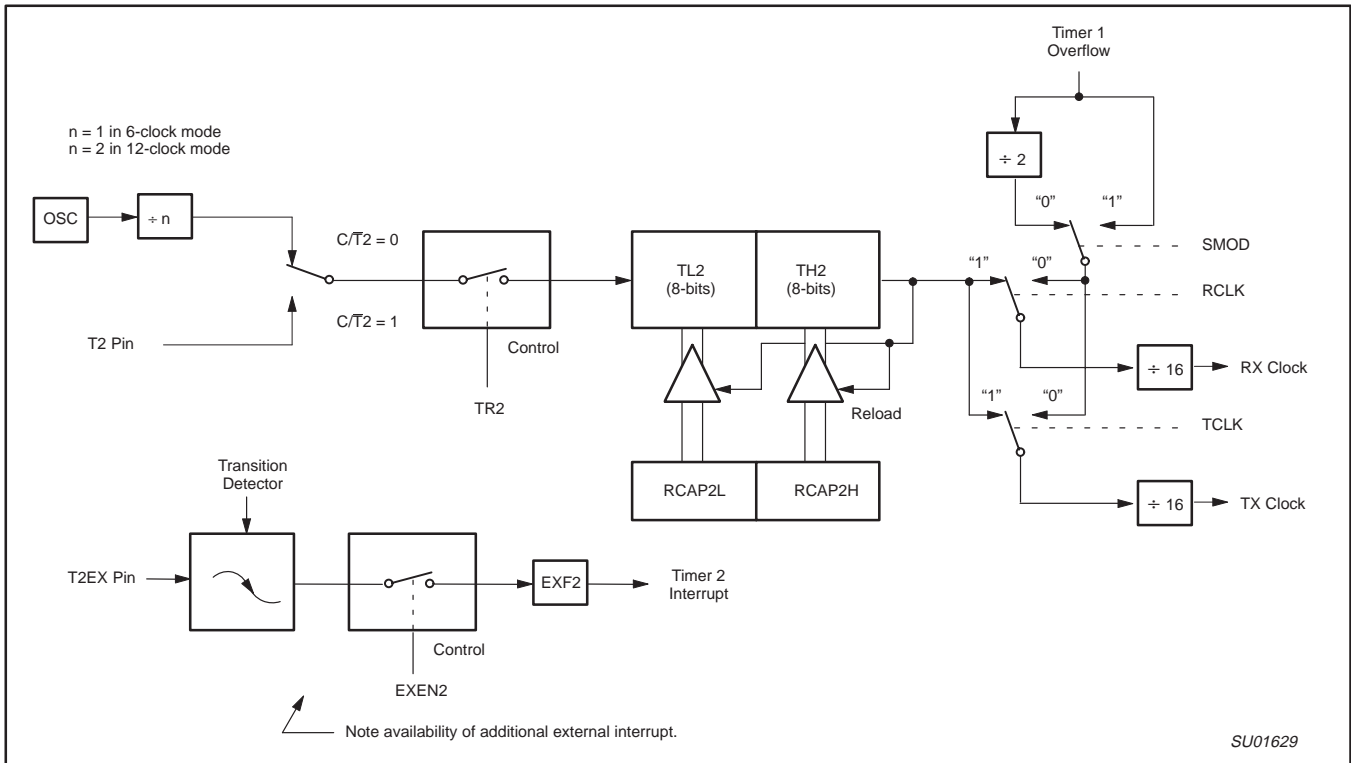 Timer 1
Overflow
n = 1 in 6-clock mode
n = 2 in 12-clock mode
÷ 2
“0”
“1”
OSC
÷ n
C/T̅2 = 0
SMOD
TL2
(8-bits)
TH2
(8-bits)
“1”
“0”
RCLK
C/T̅2 = 1
T2 Pin
Control
÷ 16
RX Clock
TR2
Reload
“1”
“0”
TCLK
Transition
Detector
RCAP2L
RCAP2H
÷ 16
TX Clock
T2EX Pin
EXF2
Timer 2
Interrupt
Control
EXEN2
Note availability of additional external interrupt.
SU01629